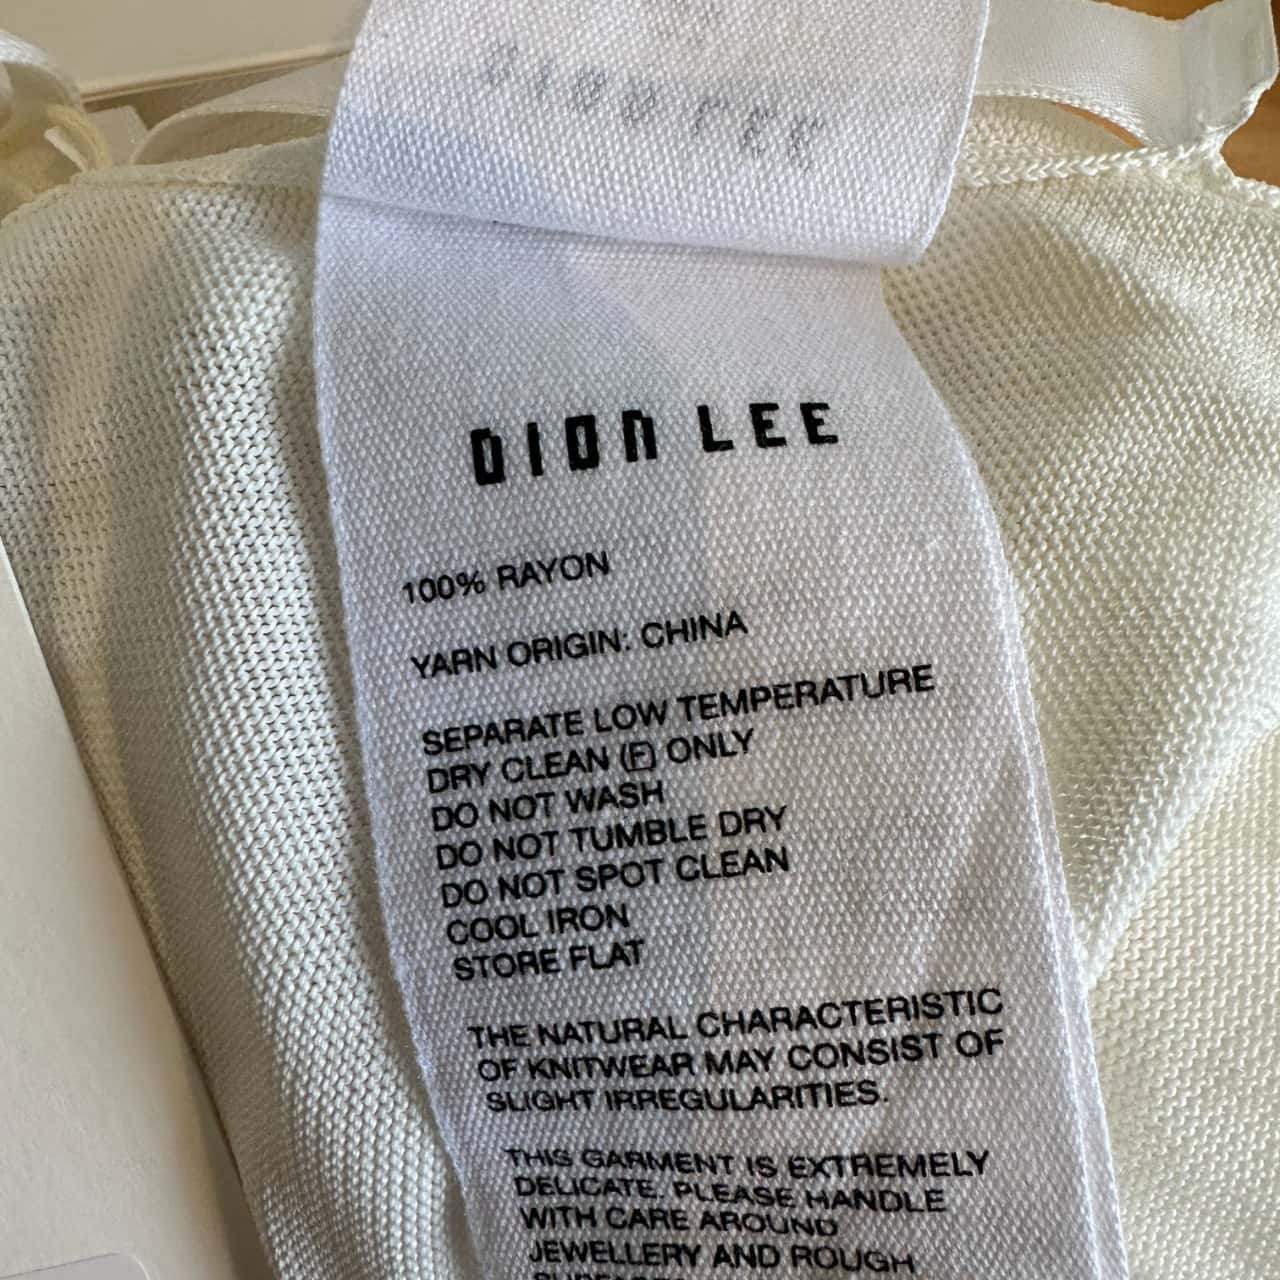 DION LEE
100% RAYON
YARN ORIGIN: CHINA
SEPARATE LOW TEMPERATURE
DRY CLEAN (F) ONLY
DO NOT WASH
DO NOT TUMBLE DRY
DO NOT SPOT CLEAN
COOL IRON
STORE FLAT
THE NATURAL CHARACTERISTIC
OF KNITWEAR MAY CONSIST OF
SLIGHT IRREGULARITIES.
THIS GARMENT IS EXTREMELY
DELICATE. PLEASE HANDLE
WITH CARE AROUND
JEWELLERY AND ROUGH